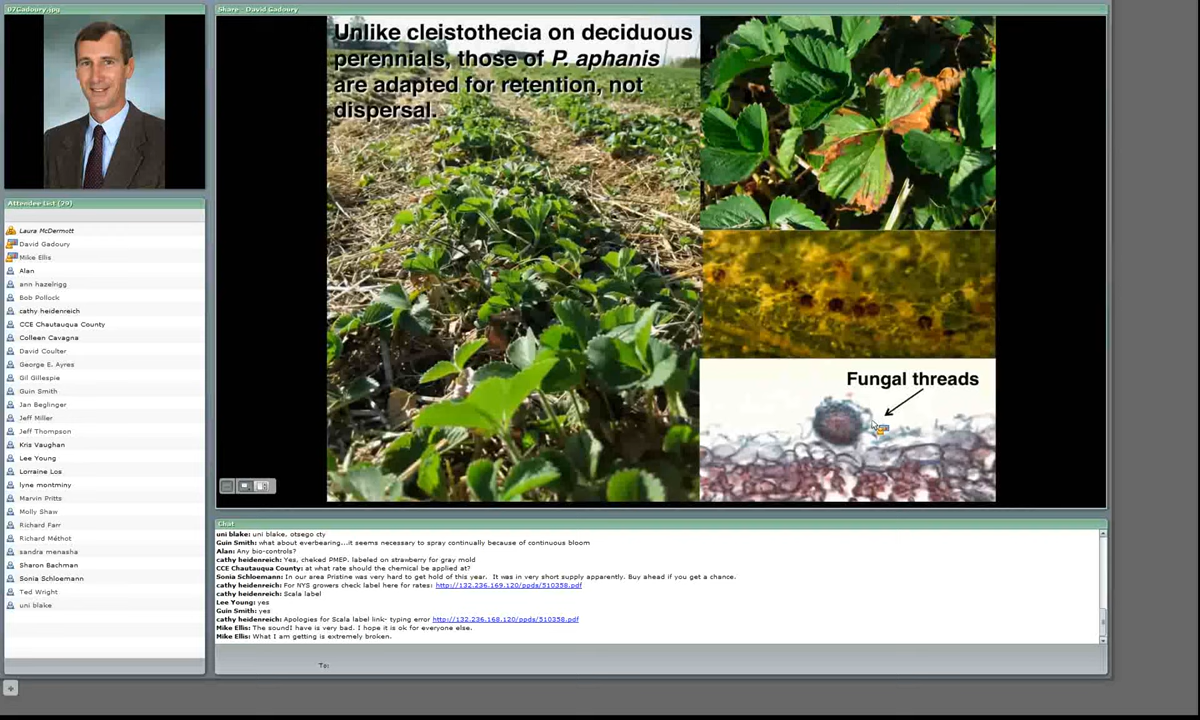 07Gadoury.jpg
Share - David Gadoury
Unlike cleistothecia on deciduous
perennials, those of P. aphanis
are adapted for retention, not
dispersal.
Fungal threads
Attendee List (29)
Laura McDermott
David Gadoury
Mike Ellis
Alan
ann hazelrigg
Bob Pollock
cathy heidenreich
CCE Chautauqua County
Colleen Cavagna
David Coulter
George E. Ayres
Gil Gillespie
Guin Smith
Jan Beglinger
Jeff Miller
Jeff Thompson
Kris Vaughan
Lee Young
Lorraine Los
lyne montminy
Marvin Pritts
Molly Shaw
Richard Farr
Richard Méthot
sandra menasha
Sharon Bachman
Sonia Schloemann
Ted Wright
uni blake
Chat
uni blake: uni blake, otsego cty
Guin Smith: what about everbearing...it seems necessary to spray continually because of continuous bloom
Alan: Any bio-controls?
cathy heidenreich: Yes, cheked PMEP. labeled on strawberry for gray mold
CCE Chautauqua County: at what rate should the chemical be applied at?
Sonia Schloemann: In our area Pristine was very hard to get hold of this year. It was in very short supply apparently. Buy ahead if you get a chance.
cathy heidenreich: For NYS growers check label here for rates: http://132.236.169.120/ppds/510358.pdf
cathy heidenreich: Scala label
Lee Young: yes
Guin Smith: yes
cathy heidenreich: Apologies for Scala label link- typing error http://132.236.168.120/ppds/510358.pdf
Mike Ellis: The soundI have is very bad. I hope it is ok for everyone else.
Mike Ellis: What I am getting is extremely broken.
To: